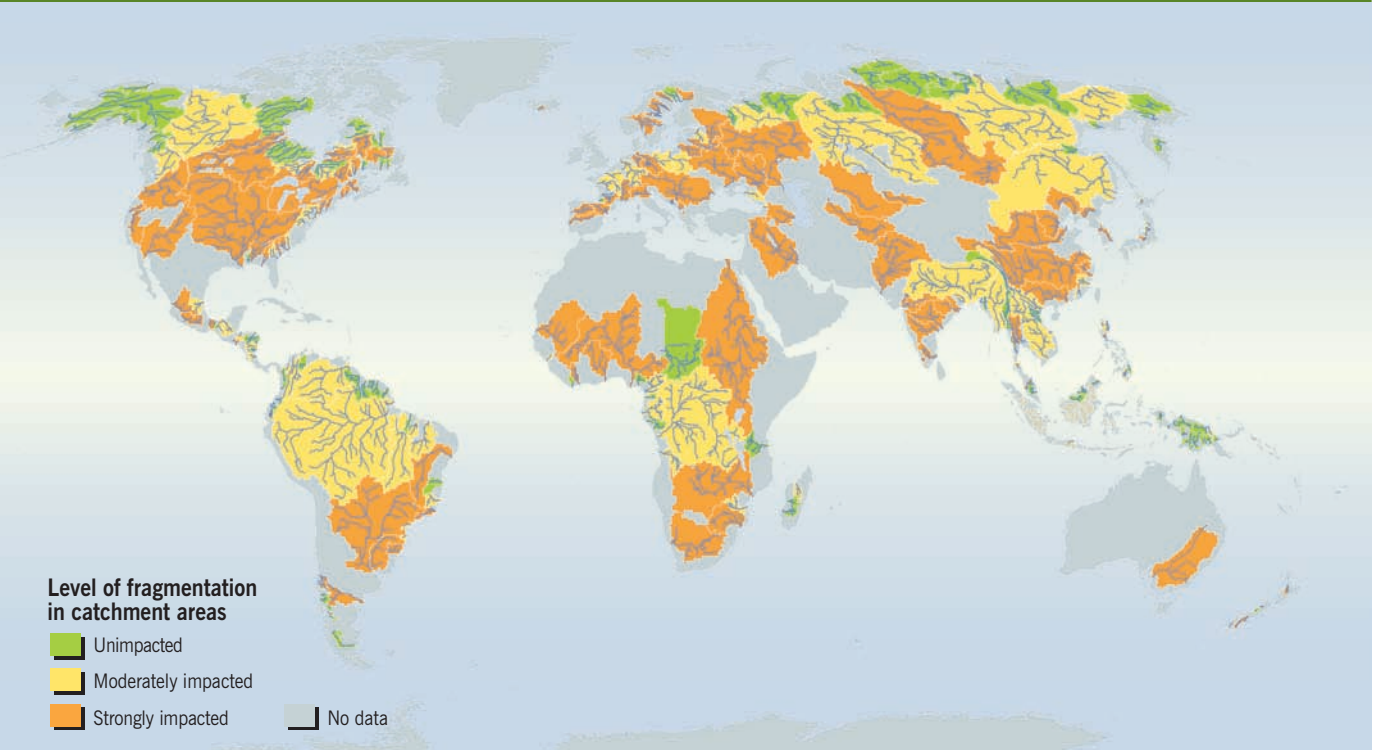 Level of fragmentation
in catchment areas
Unimpacted
Moderately impacted
Strongly impacted
No data